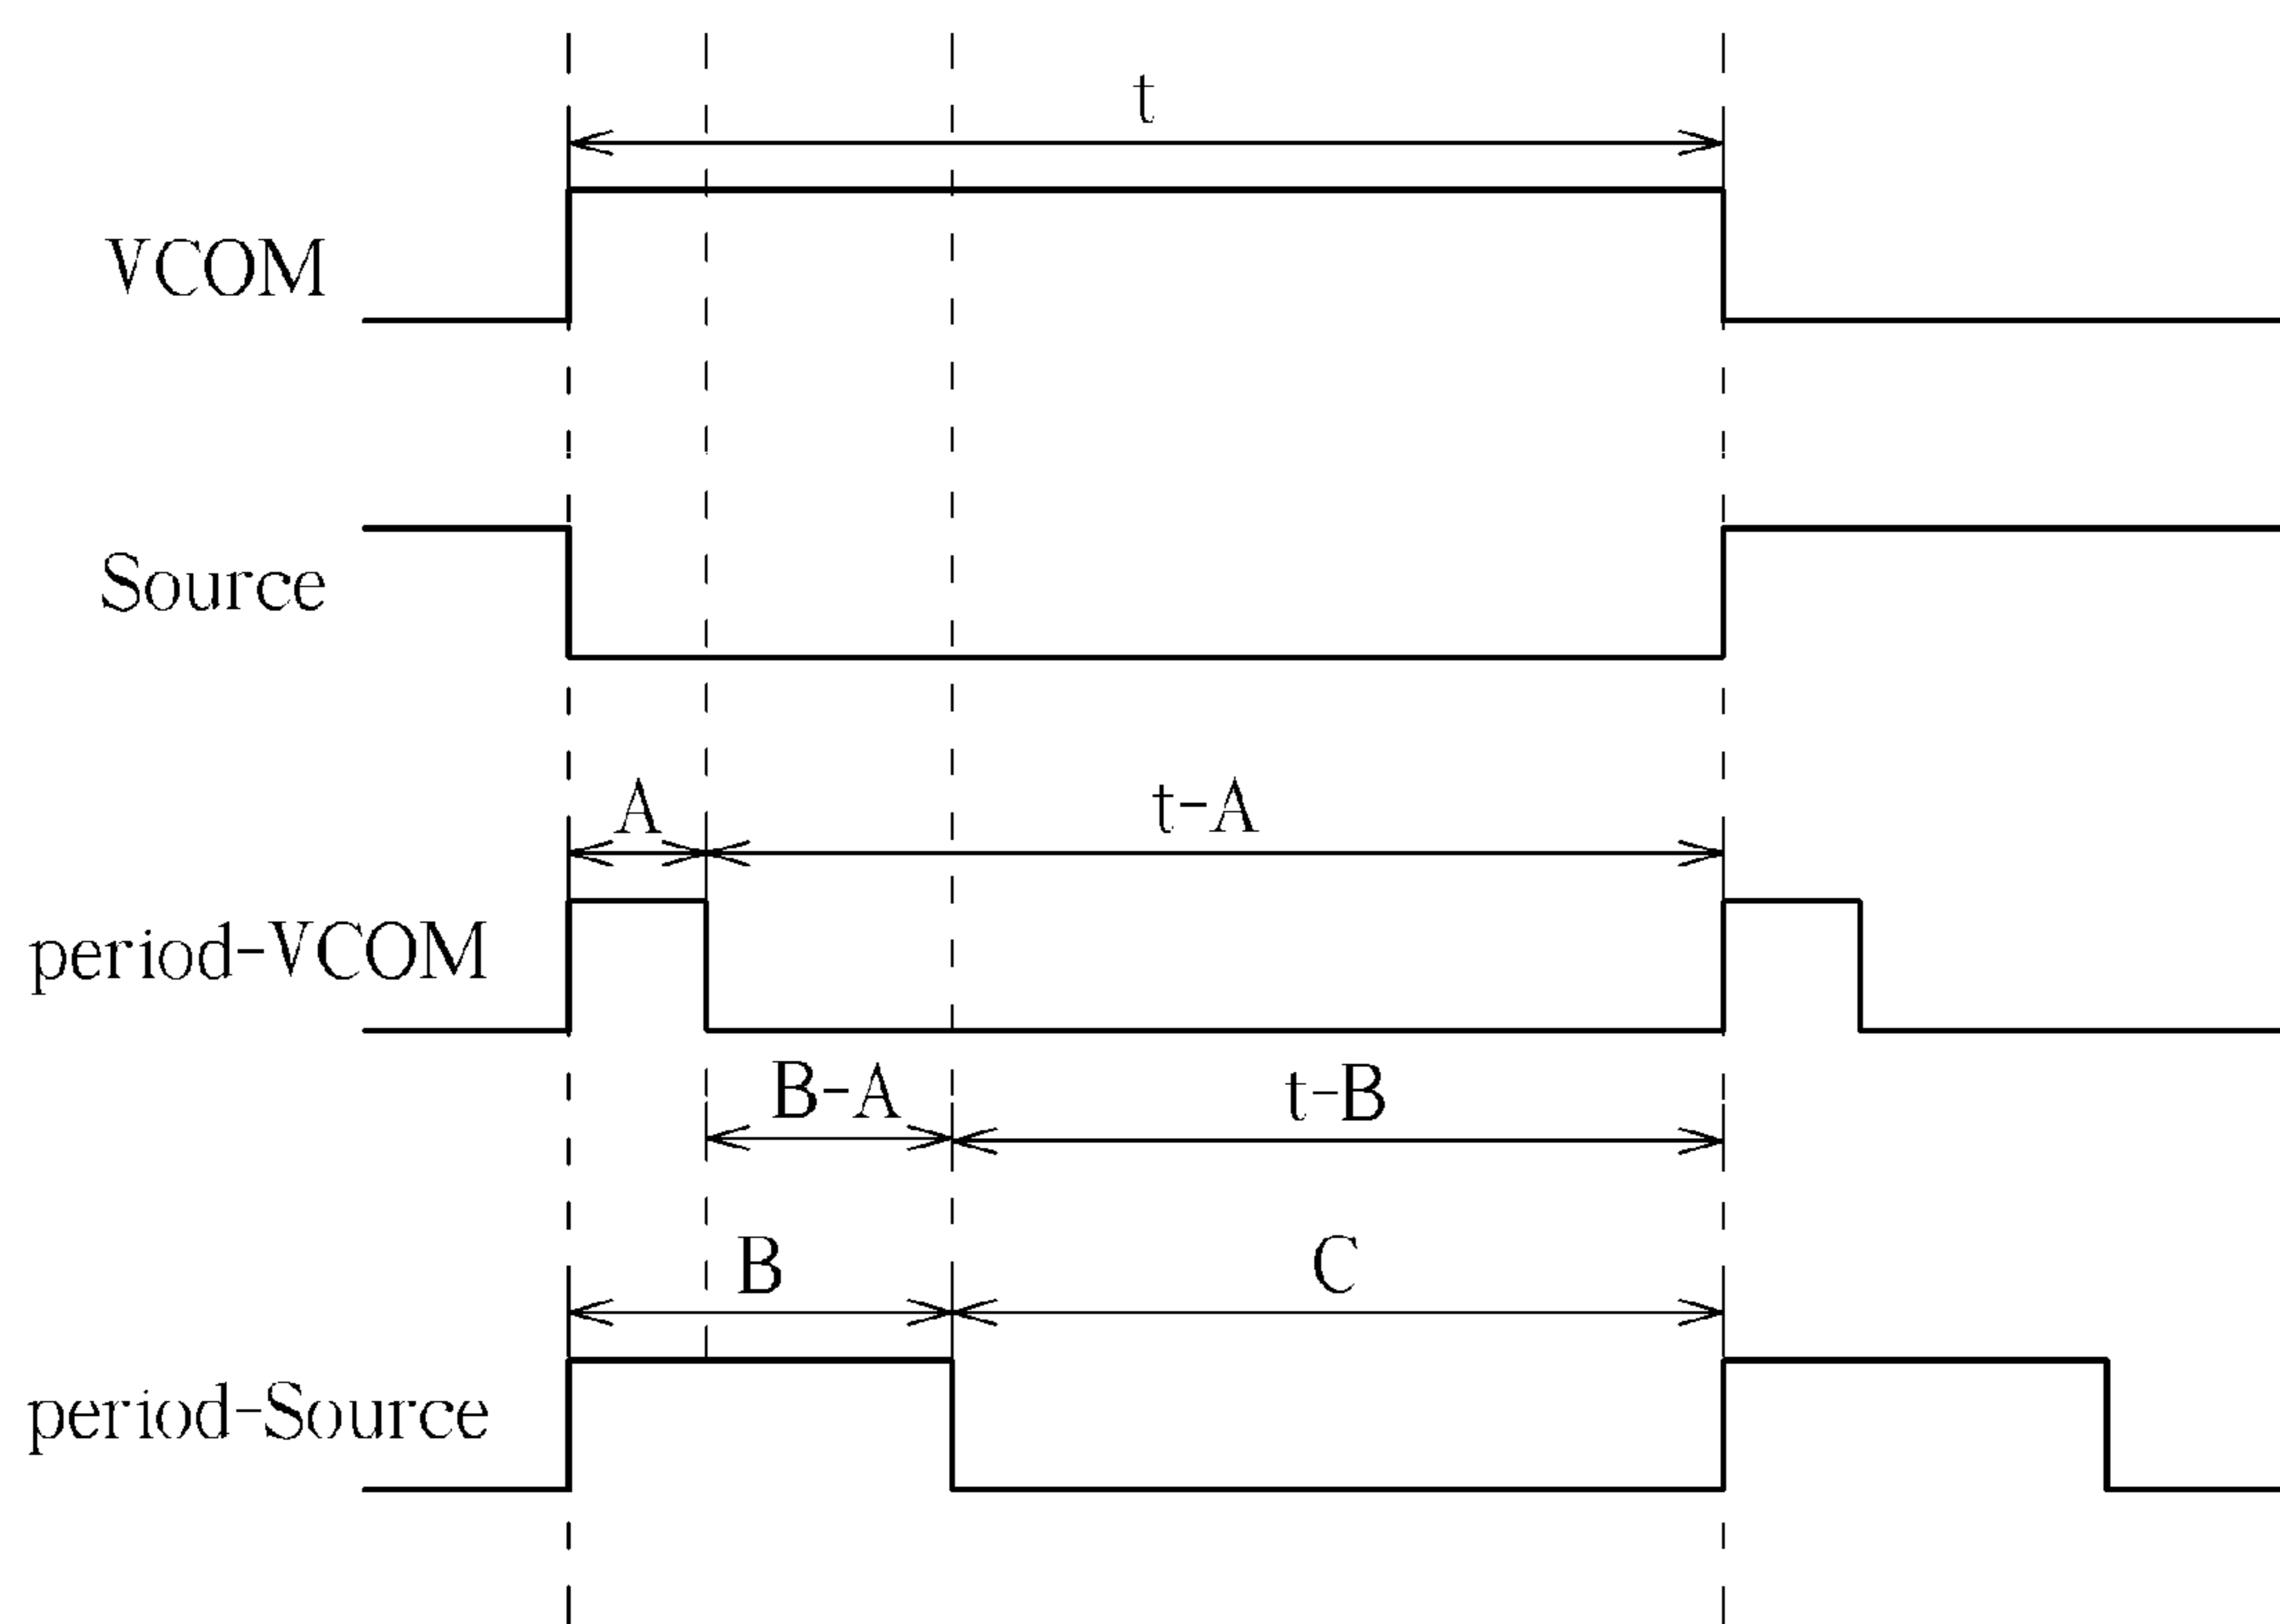 t
VCOM
Source
A
t-A
period-VCOM
B-A
t-B
B
C
period-Source